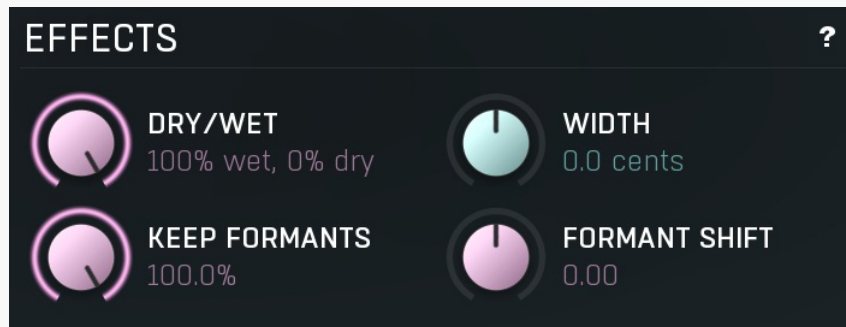 EFFECTS ?
DRY/WET
100% wet, 0% dry
WIDTH
0.0 cents
KEEP FORMANTS
100.0%
FORMANT SHIFT
0.00